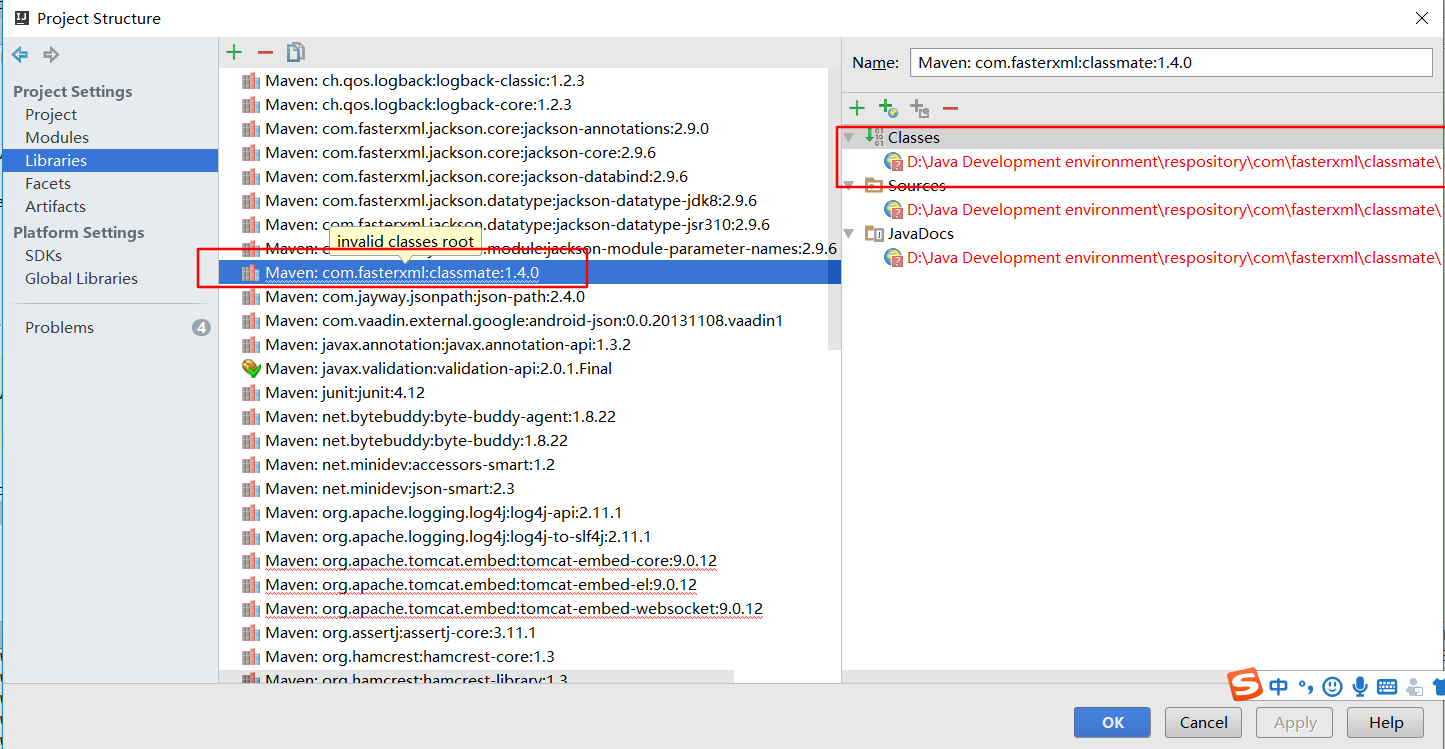 Project Structure
Project Settings
Project
Modules
Libraries
Facets
Artifacts
Platform Settings
SDKs
Global Libraries
Problems 4
Maven: ch.qos.logback:logback-classic:1.2.3
Maven: ch.qos.logback:logback-core:1.2.3
Maven: com.fasterxml.jackson.core:jackson-annotations:2.9.0
Maven: com.fasterxml.jackson.core:jackson-core:2.9.6
Maven: com.fasterxml.jackson.core:jackson-databind:2.9.6
Maven: com.fasterxml.jackson.datatype:jackson-datatype-jdk8:2.9.6
Maven: com.fasterxml.jackson.datatype:jackson-datatype-jsr310:2.9.6
invalid classes root
Maven: .module:jackson-module-parameter-names:2.9.6
Maven: com.fasterxml:classmate:1.4.0
Maven: com.jayway.jsonpath:json-path:2.4.0
Maven: com.vaadin.external.google:android-json:0.0.20131108.vaadin1
Maven: javax.annotation:javax.annotation-api:1.3.2
Maven: javax.validation:validation-api:2.0.1.Final
Maven: junit:junit:4.12
Maven: net.bytebuddy:byte-buddy-agent:1.8.22
Maven: net.bytebuddy:byte-buddy:1.8.22
Maven: net.minidev:accessors-smart:1.2
Maven: net.minidev:json-smart:2.3
Maven: org.apache.logging.log4j:log4j-api:2.11.1
Maven: org.apache.logging.log4j:log4j-to-slf4j:2.11.1
Maven: org.apache.tomcat.embed:tomcat-embed-core:9.0.12
Maven: org.apache.tomcat.embed:tomcat-embed-el:9.0.12
Maven: org.apache.tomcat.embed:tomcat-embed-websocket:9.0.12
Maven: org.assertj:assertj-core:3.11.1
Maven: org.hamcrest:hamcrest-core:1.3
Maven: org.hamcrest:hamcrest-library:1.3
Name: Maven: com.fasterxml:classmate:1.4.0
Classes
D:\Java Development environment\respository\com\fasterxml\classmate\
Sources
D:\Java Development environment\respository\com\fasterxml\classmate\
JavaDocs
D:\Java Development environment\respository\com\fasterxml\classmate\
中
OK
Cancel
Apply
Help